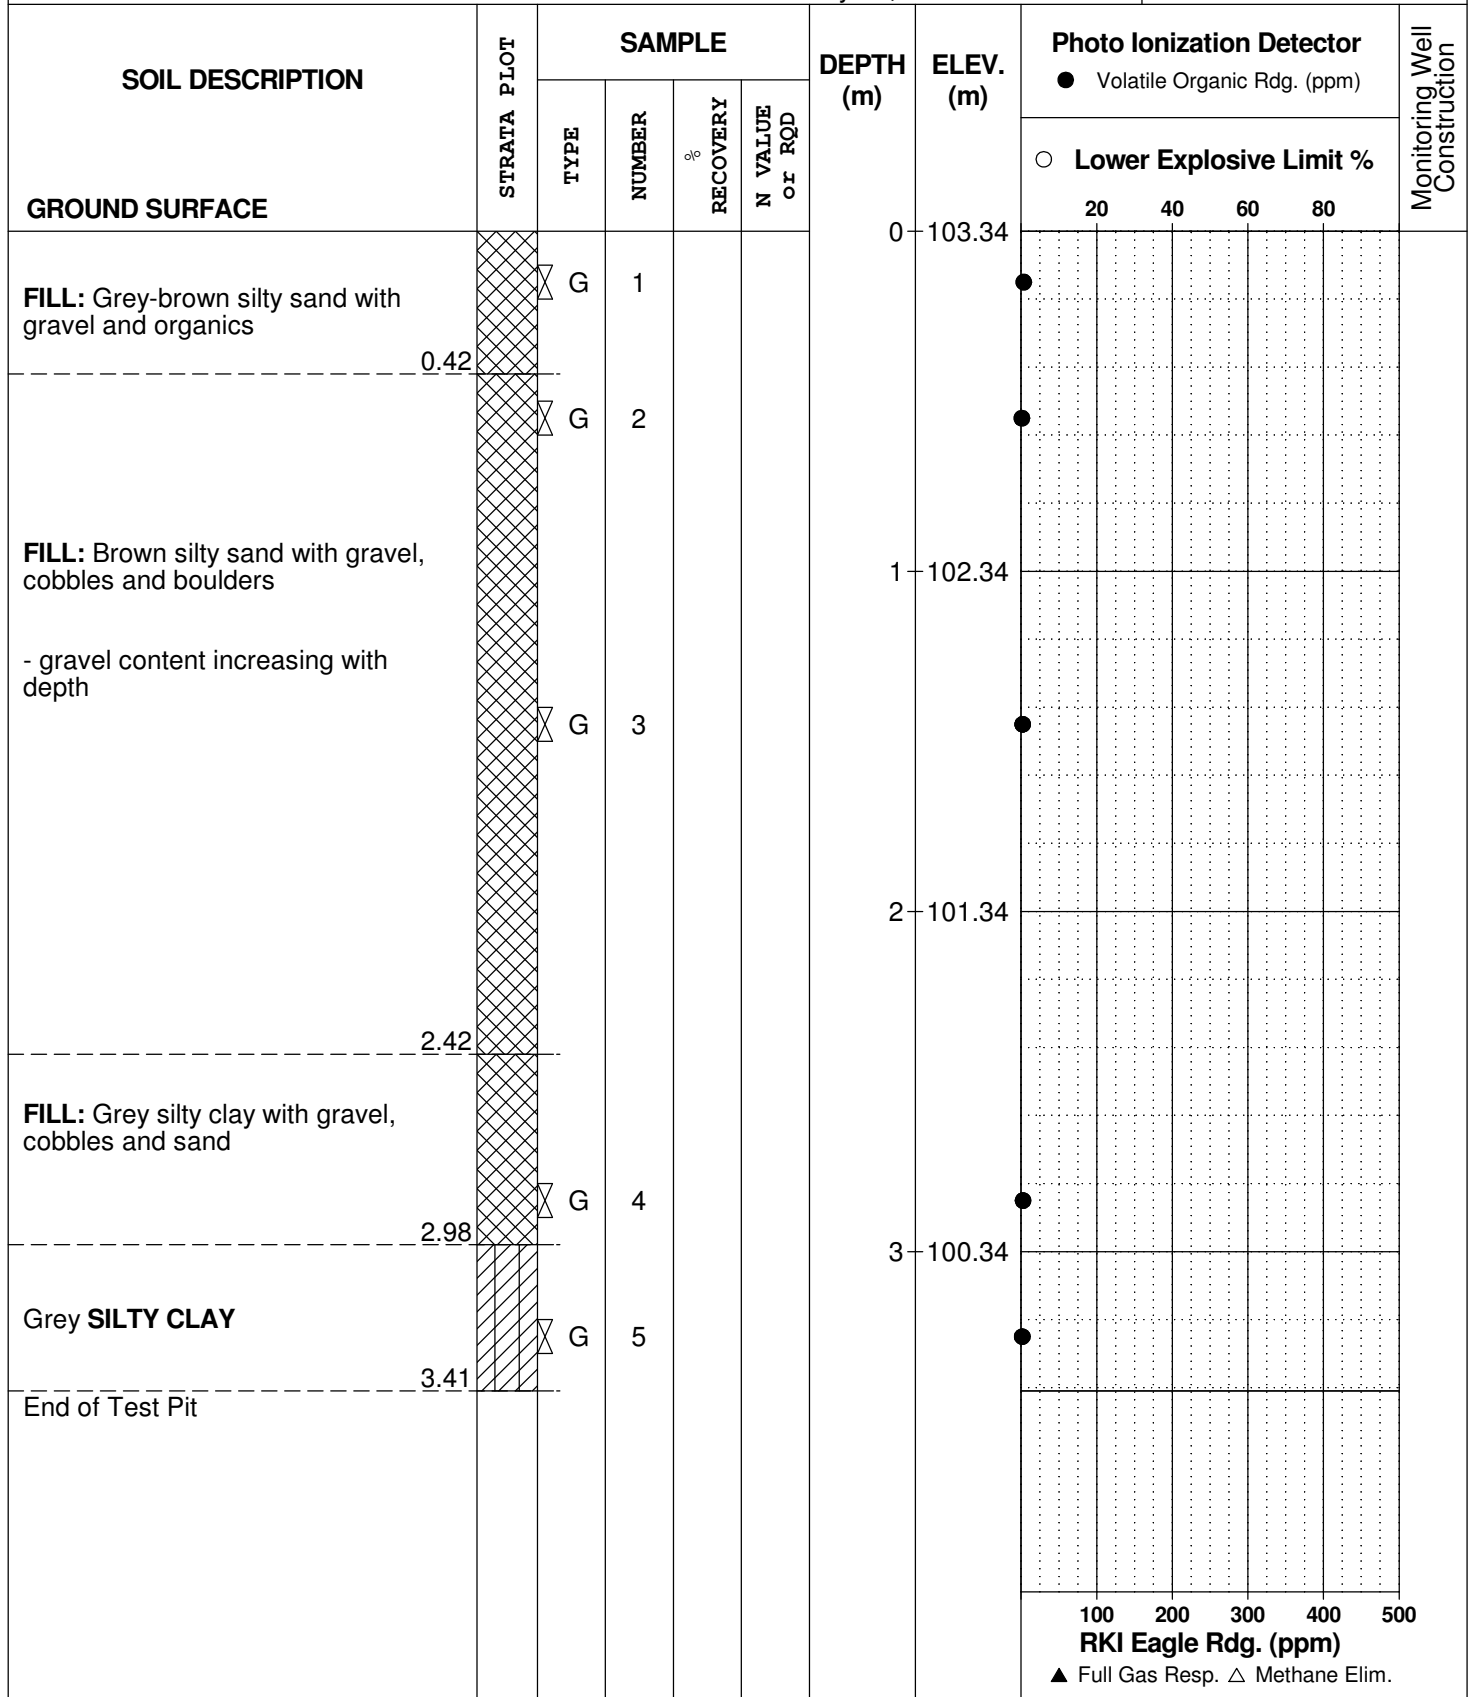 SOIL DESCRIPTION
GROUND SURFACE
STRATA PLOT
SAMPLE
TYPE
NUMBER
%
RECOVERY
N VALUE
or RQD
DEPTH
(m)
ELEV.
(m)
Photo Ionization Detector
● Volatile Organic Rdg. (ppm)
○ Lower Explosive Limit %
20 40 60 80
Monitoring Well
Construction
0 103.34
FILL: Grey-brown silty sand with
gravel and organics
0.42
G 1
G 2
FILL: Brown silty sand with gravel,
cobbles and boulders
1 102.34
- gravel content increasing with
depth
G 3
2 101.34
2.42
FILL: Grey silty clay with gravel,
cobbles and sand
G 4
2.98
3 100.34
Grey SILTY CLAY
G 5
3.41
End of Test Pit
100 200 300 400 500
RKI Eagle Rdg. (ppm)
▲ Full Gas Resp. △ Methane Elim.